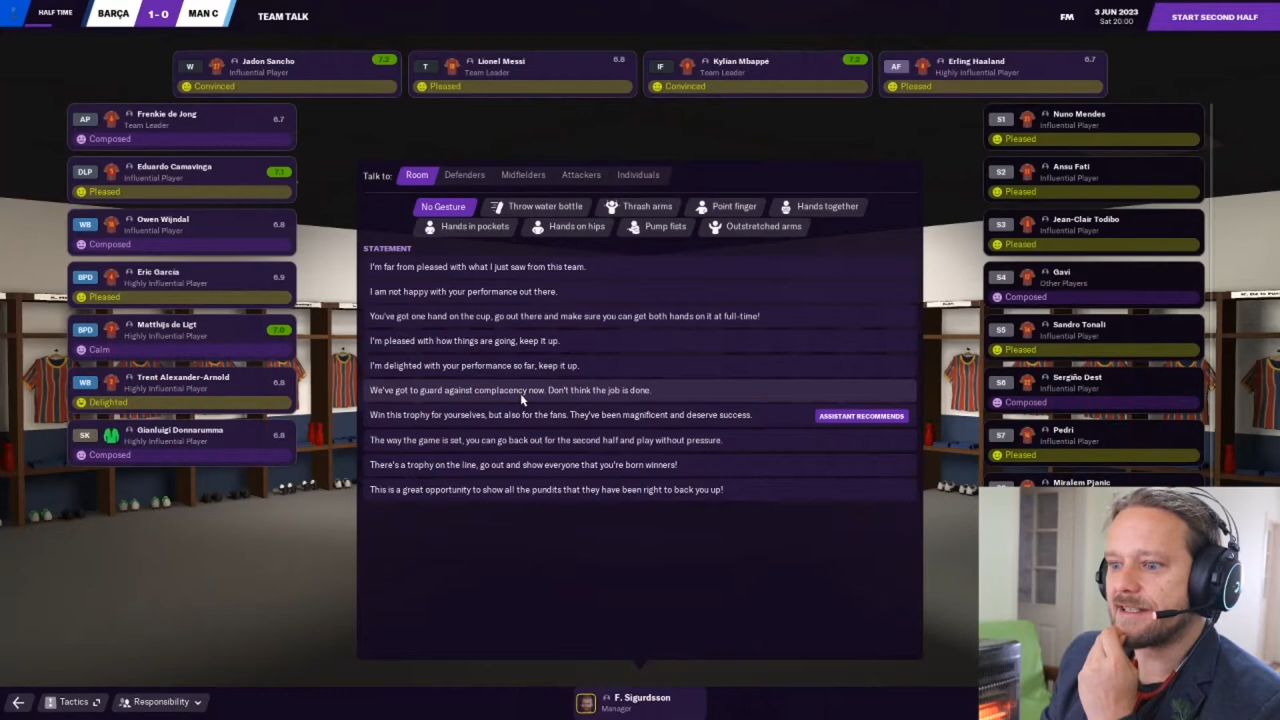 HALF TIME
BARÇA
1 - 0
MAN C
TEAM TALK
FM
3 JUN 2023
Sat 20:00
START SECOND HALF
W
Jadon Sancho
Influential Player
7.2
Convinced
T
Lionel Messi
Team Leader
6.8
Pleased
IF
Kylian Mbappé
Team Leader
7.2
Convinced
AF
Erling Haaland
Highly Influential Player
6.7
Pleased
AP
Frenkie de Jong
Team Leader
6.7
Composed
DLP
Eduardo Camavinga
Influential Player
7.1
Pleased
WB
Owen Wijndal
Influential Player
6.8
Composed
BPD
Eric García
Highly Influential Player
6.9
Pleased
BPD
Matthijs de Ligt
Highly Influential Player
7.0
Calm
WB
Trent Alexander-Arnold
Influential Player
6.8
Delighted
SK
Gianluigi Donnarumma
Highly Influential Player
6.8
Composed
Talk to:
Room
Defenders
Midfielders
Attackers
Individuals
No Gesture
Throw water bottle
Thrash arms
Point finger
Hands together
Hands in pockets
Hands on hips
Pump fists
Outstretched arms
STATEMENT
I'm far from pleased with what I just saw from this team.
I am not happy with your performance out there.
You've got one hand on the cup, go out there and make sure you can get both hands on it at full-time!
I'm pleased with how things are going, keep it up.
I'm delighted with your performance so far, keep it up.
We've got to guard against complacency now. Don't think the job is done.
Win this trophy for yourselves, but also for the fans. They've been magnificent and deserve success.
ASSISTANT RECOMMENDS
The way the game is set, you can go back out for the second half and play without pressure.
There's a trophy on the line, go out and show everyone that you're born winners!
This is a great opportunity to show all the pundits that they have been right to back you up!
S1
Nuno Mendes
Influential Player
Pleased
S2
Ansu Fati
Influential Player
Pleased
S3
Jean-Clair Todibo
Influential Player
Pleased
S4
Gavi
Other Players
Composed
S5
Sandro Tonali
Influential Player
Pleased
S6
Sergiño Dest
Influential Player
Composed
S7
Pedri
Influential Player
Pleased
Miralem Pjanic
Tactics
Responsibility
F. Sigurdsson
Manager